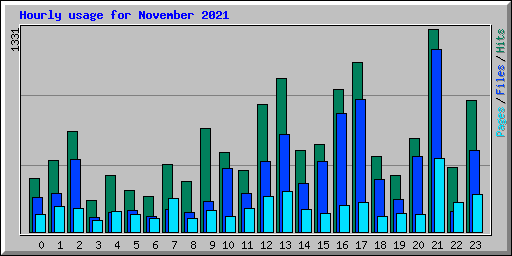 Hourly usage for November 2021
1331
Pages/Files/Hits
0 1 2 3 4 5 6 7 8 9 10 11 12 13 14 15 16 17 18 19 20 21 22 23